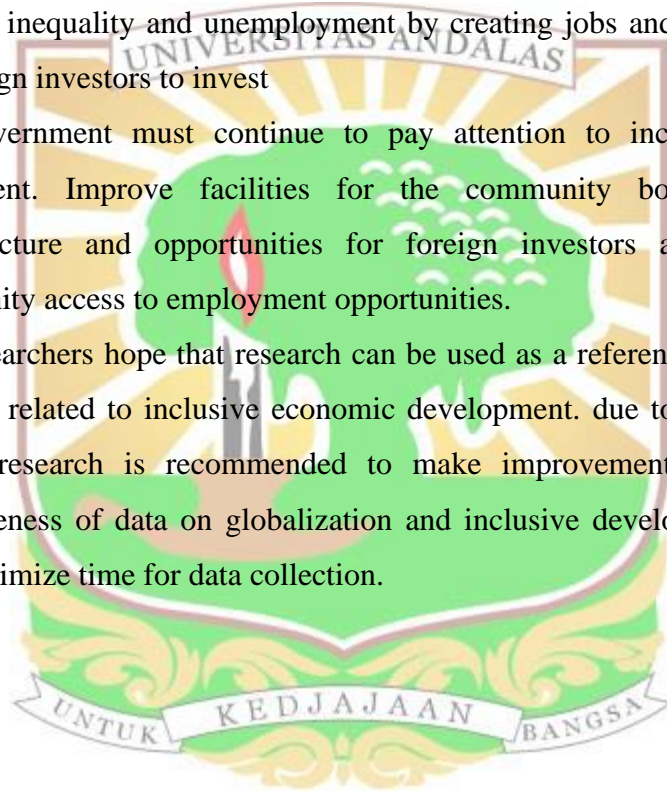 inequality and unemployment by creating jobs and
UNIVERSITAS ANDALAS
gn investors to invest
vernment must continue to pay attention to inc
ent. Improve facilities for the community bo
cture and opportunities for foreign investors a
nity access to employment opportunities.
earchers hope that research can be used as a referen
related to inclusive economic development. due to
research is recommended to make improvement
eness of data on globalization and inclusive develo
imize time for data collection.
UNTUK KEDJAJAAN BANGSA